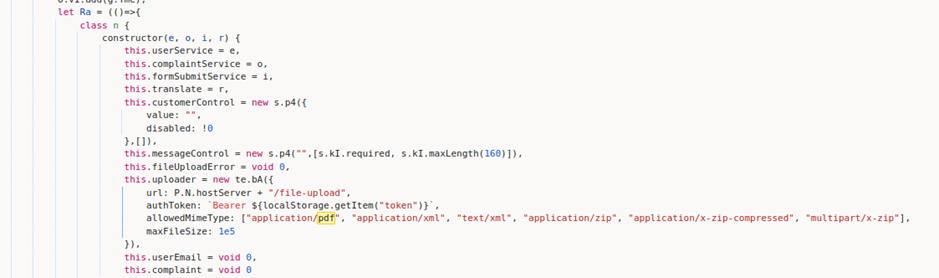 let Ra = (()=>{
class n {
constructor(e, o, i, r) {
this.userService = e,
this.complaintService = o,
this.formSubmitService = i,
this.translate = r,
this.customerControl = new s.p4({
value: "",
disabled: !0
},[]),
this.messageControl = new s.p4("",[s.kI.required, s.kI.maxLength(160)]),
this.fileUploadError = void 0,
this.uploader = new te.bA({
url: P.N.hostServer + "/file-upload",
authToken: `Bearer ${localStorage.getItem("token")}`,
allowedMimeType: ["application/pdf", "application/xml", "text/xml", "application/zip", "application/x-zip-compressed", "multipart/x-zip"],
maxFileSize: 1e5
}),
this.userEmail = void 0,
this.complaint = void 0